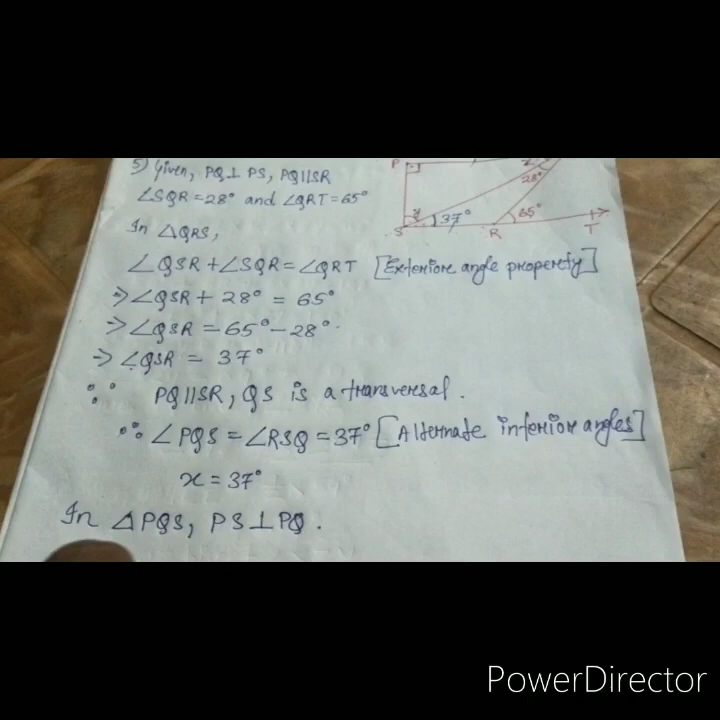 5) Given, PQ⊥ PS, PQ∥SR
∠SQR = 28° and ∠QRT = 65°
In △QRS,
∠QSR + ∠SQR = ∠QRT [Exterior angle property]
⇒ ∠QSR + 28° = 65°
⇒ ∠QSR = 65° - 28°
⇒ ∠QSR = 37°
∵ PQ∥SR, QS is a transversal.
∴ ∠PQS = ∠RSQ = 37° [Alternate interior angles]
x = 37°
In △PQS, PS⊥PQ.
P
28°
y
37°
65°
S
R
T
PowerDirector